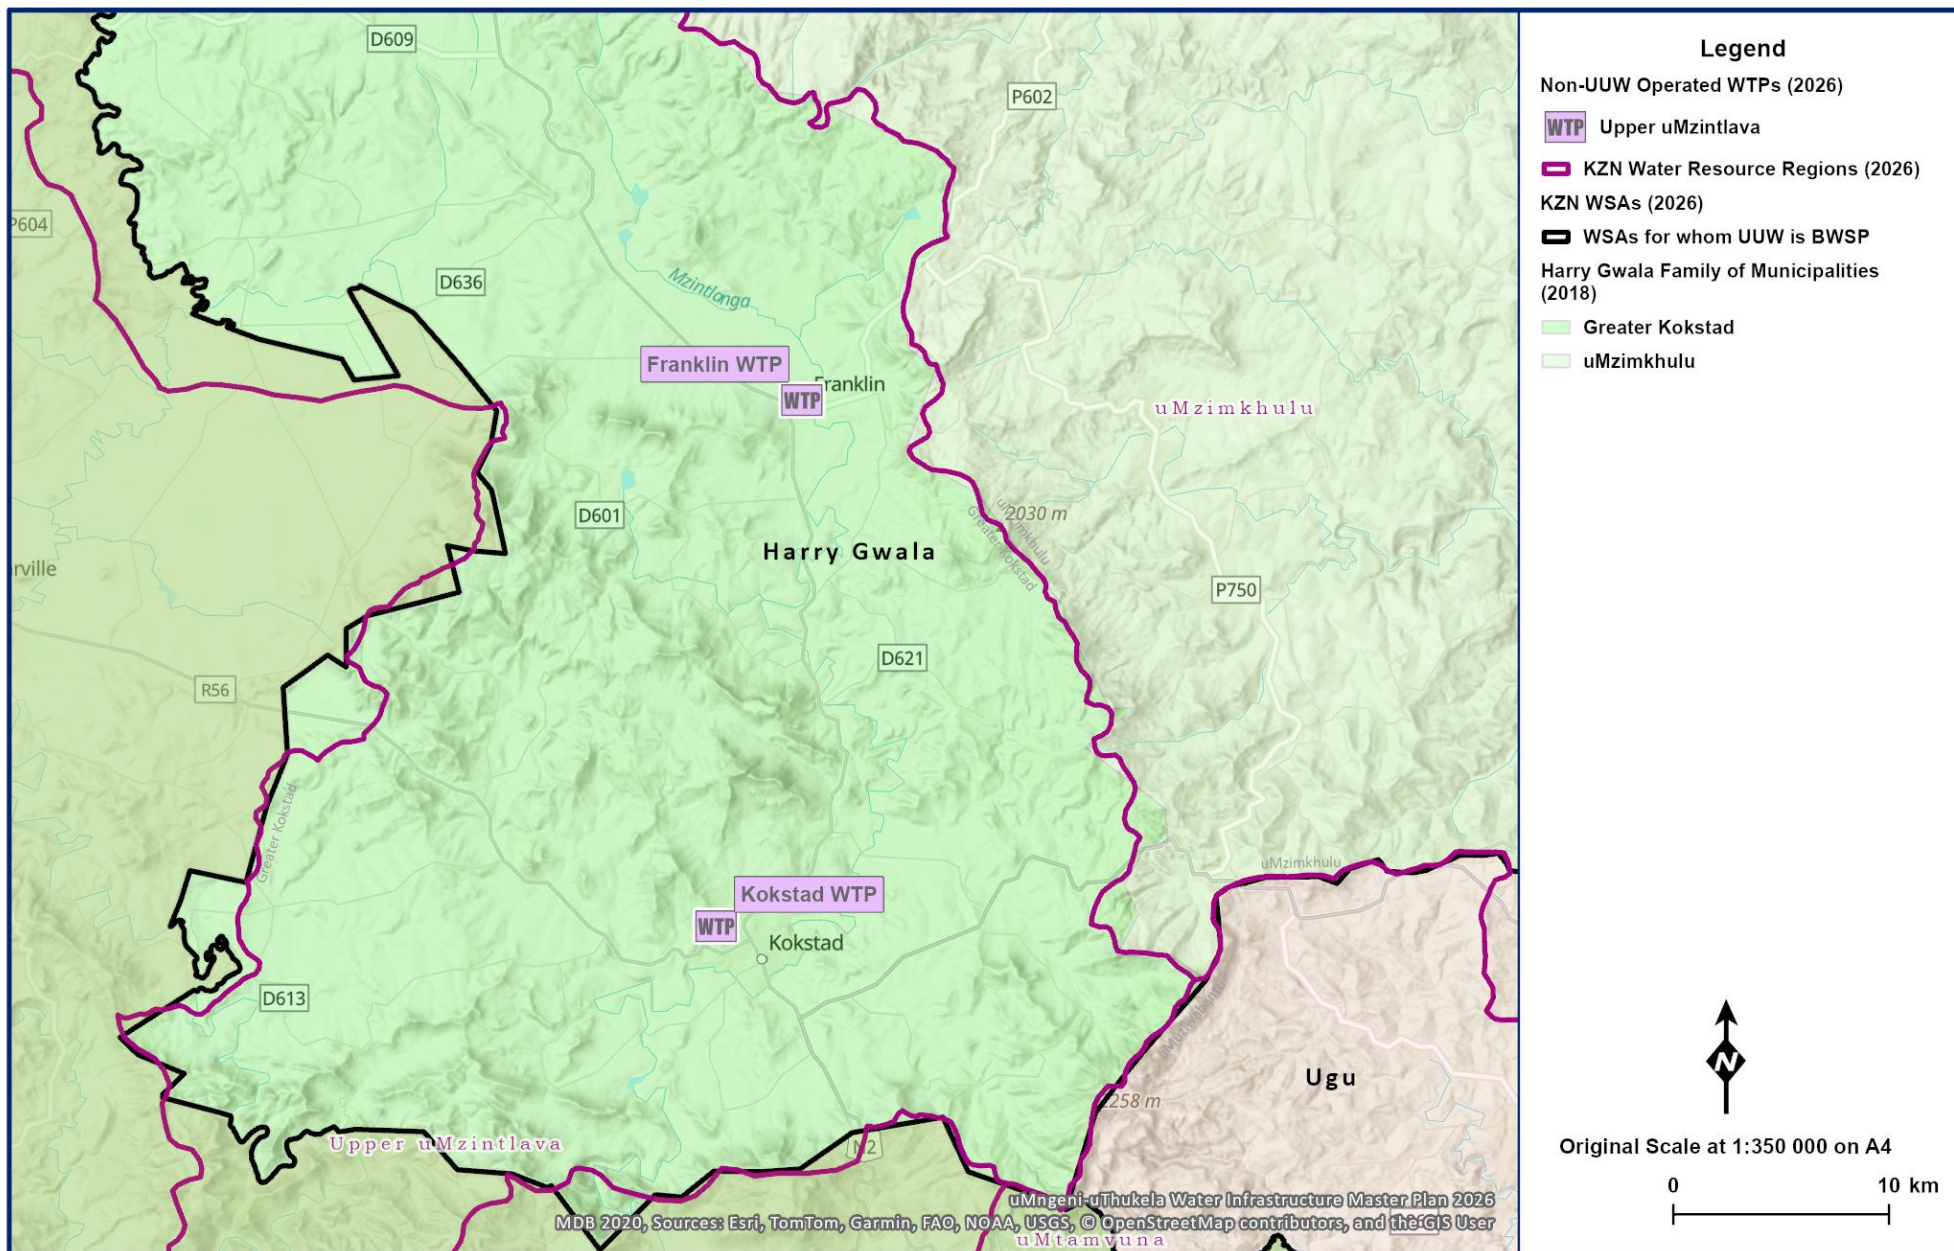 D609
P602
P604
D636
Mzintlanga
Franklin WTP
WTP
Franklin
uMzimkhulu
D601
2030 m
uMzimkhulu
Greater Kokstad
Harry Gwala
rville
P750
D621
R56
Greater Kokstad
uMzimkhulu
Kokstad WTP
WTP
Kokstad
D613
uMuziwabantu
Ugu
2258 m
Upper uMzintlava
N2
uMngeni-uThukela Water Infrastructure Master Plan 2026
MDB 2020, Sources: Esri, TomTom, Garmin, FAO, NOAA, USGS, © OpenStreetMap contributors, and the GIS User
uMtamvuna
Legend
Non-UUW Operated WTPs (2026)
WTP Upper uMzintlava
KZN Water Resource Regions (2026)
KZN WSAs (2026)
WSAs for whom UUW is BWSP
Harry Gwala Family of Municipalities
(2018)
Greater Kokstad
uMzimkhulu
N
Original Scale at 1:350 000 on A4
0 10 km